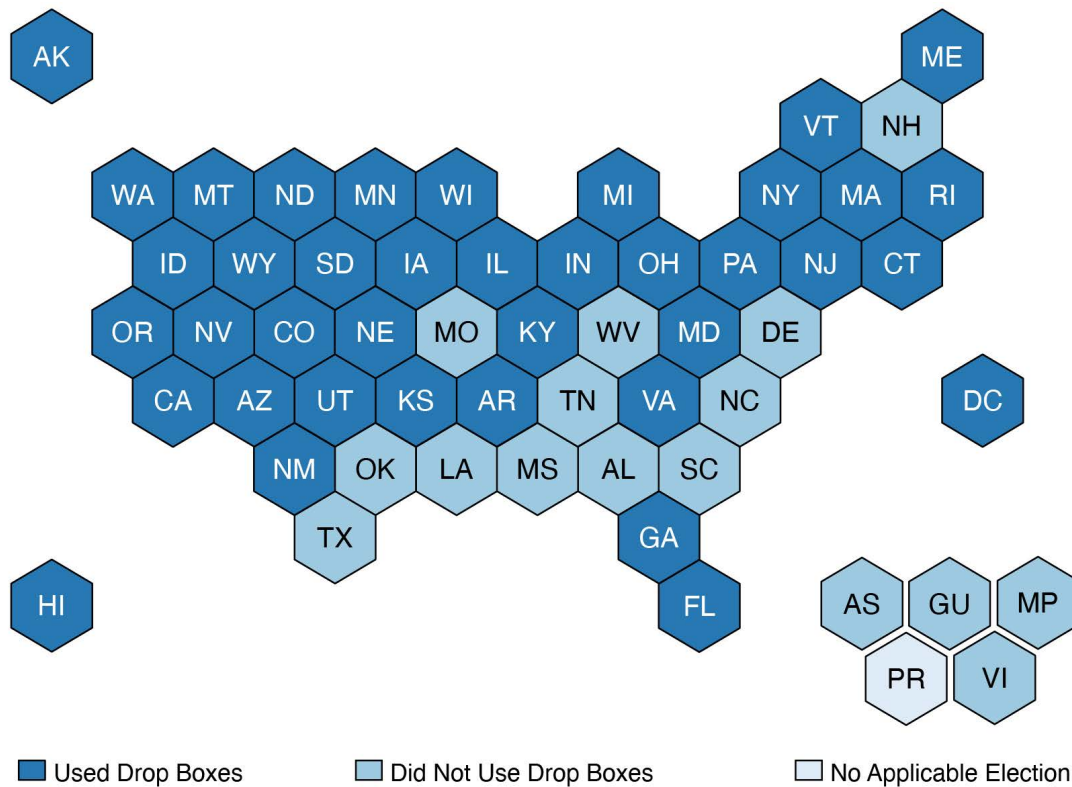 AK
ME
VT NH
WA MT ND MN WI MI NY MA RI
ID WY SD IA IL IN OH PA NJ CT
OR NV CO NE MO KY WV MD DE
CA AZ UT KS AR TN VA NC DC
NM OK LA MS AL SC
TX GA
HI FL AS GU MP
PR VI
Used Drop Boxes Did Not Use Drop Boxes No Applicable Election